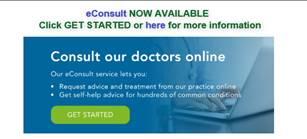 eConsult NOW AVAILABLE
Click GET STARTED or here for more information
Consult our doctors online
Our eConsult service lets you:
• Request advice and treatment from our practice online
• Get self-help advice for hundreds of common conditions
GET STARTED